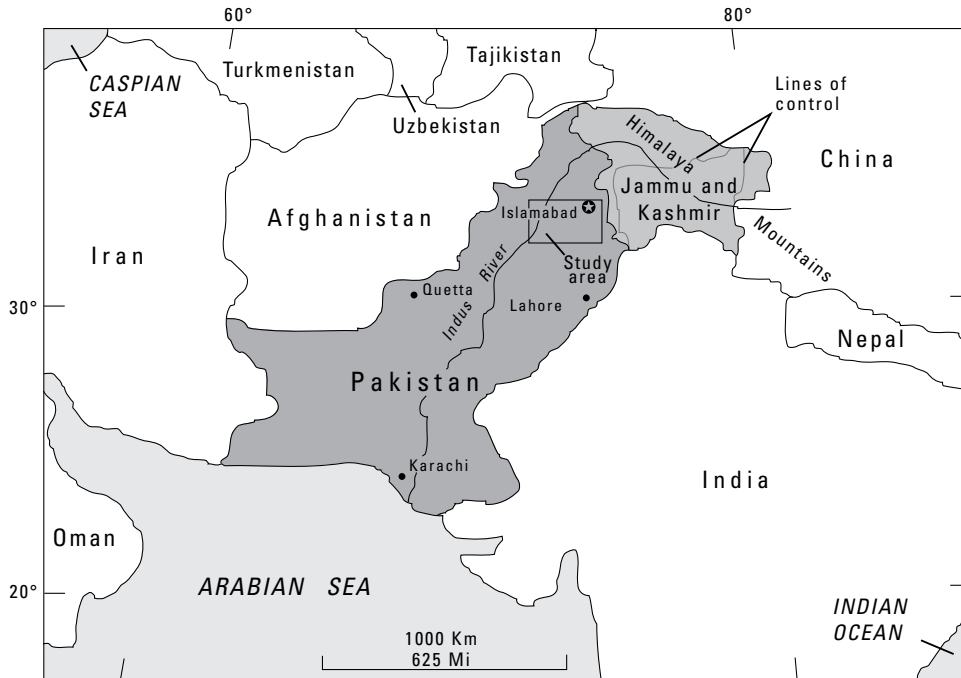 60°
80°
CASPIAN
SEA
Turkmenistan
Tajikistan
Uzbekistan
Lines of
control
Himalaya
China
Afghanistan
Islamabad
Jammu and
Kashmir
Iran
Mountains
Study
area
Indus River
Quetta
Lahore
30°
Nepal
Pakistan
Karachi
India
Oman
ARABIAN SEA
20°
INDIAN
OCEAN
1000 Km
625 Mi